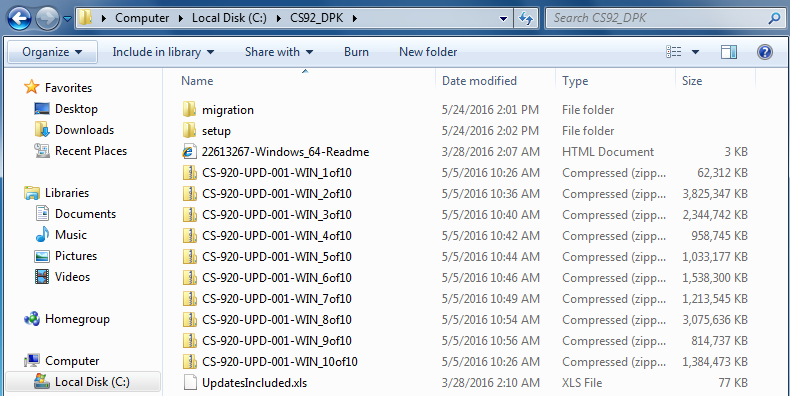 Computer Local Disk (C:) CS92_DPK Search CS92_DPK
Organize Include in library Share with Burn New folder
Name Date modified Type Size
Favorites
Desktop
Downloads
Recent Places
Libraries
Documents
Music
Pictures
Videos
Homegroup
Computer
Local Disk (C:)
migration 5/24/2016 2:01 PM File folder
setup 5/24/2016 2:02 PM File folder
22613267-Windows_64-Readme 3/28/2016 2:07 AM HTML Document 3 KB
CS-920-UPD-001-WIN_1of10 5/5/2016 10:26 AM Compressed (zipp... 62,312 KB
CS-920-UPD-001-WIN_2of10 5/5/2016 10:36 AM Compressed (zipp... 3,825,347 KB
CS-920-UPD-001-WIN_3of10 5/5/2016 10:40 AM Compressed (zipp... 2,344,742 KB
CS-920-UPD-001-WIN_4of10 5/5/2016 10:42 AM Compressed (zipp... 958,745 KB
CS-920-UPD-001-WIN_5of10 5/5/2016 10:44 AM Compressed (zipp... 1,033,177 KB
CS-920-UPD-001-WIN_6of10 5/5/2016 10:46 AM Compressed (zipp... 1,538,300 KB
CS-920-UPD-001-WIN_7of10 5/5/2016 10:49 AM Compressed (zipp... 1,213,545 KB
CS-920-UPD-001-WIN_8of10 5/5/2016 10:54 AM Compressed (zipp... 3,075,636 KB
CS-920-UPD-001-WIN_9of10 5/5/2016 10:56 AM Compressed (zipp... 814,737 KB
CS-920-UPD-001-WIN_10of10 5/5/2016 10:26 AM Compressed (zipp... 1,384,473 KB
UpdatesIncluded.xls 3/28/2016 2:10 AM XLS File 77 KB